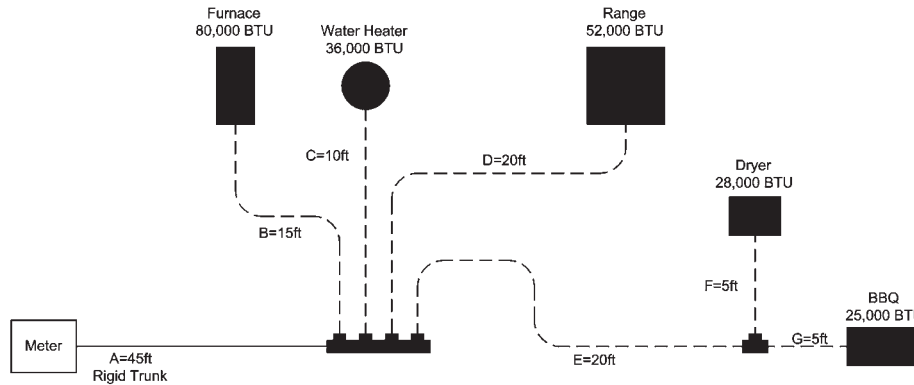 Furnace
80,000 BTU
Water Heater
36,000 BTU
Range
52,000 BTU
C=10ft
D=20ft
Dryer
28,000 BTU
B=15ft
F=5ft
BBQ
25,000 BT
Meter
A=45ft
Rigid Trunk
E=20ft
G=5ft